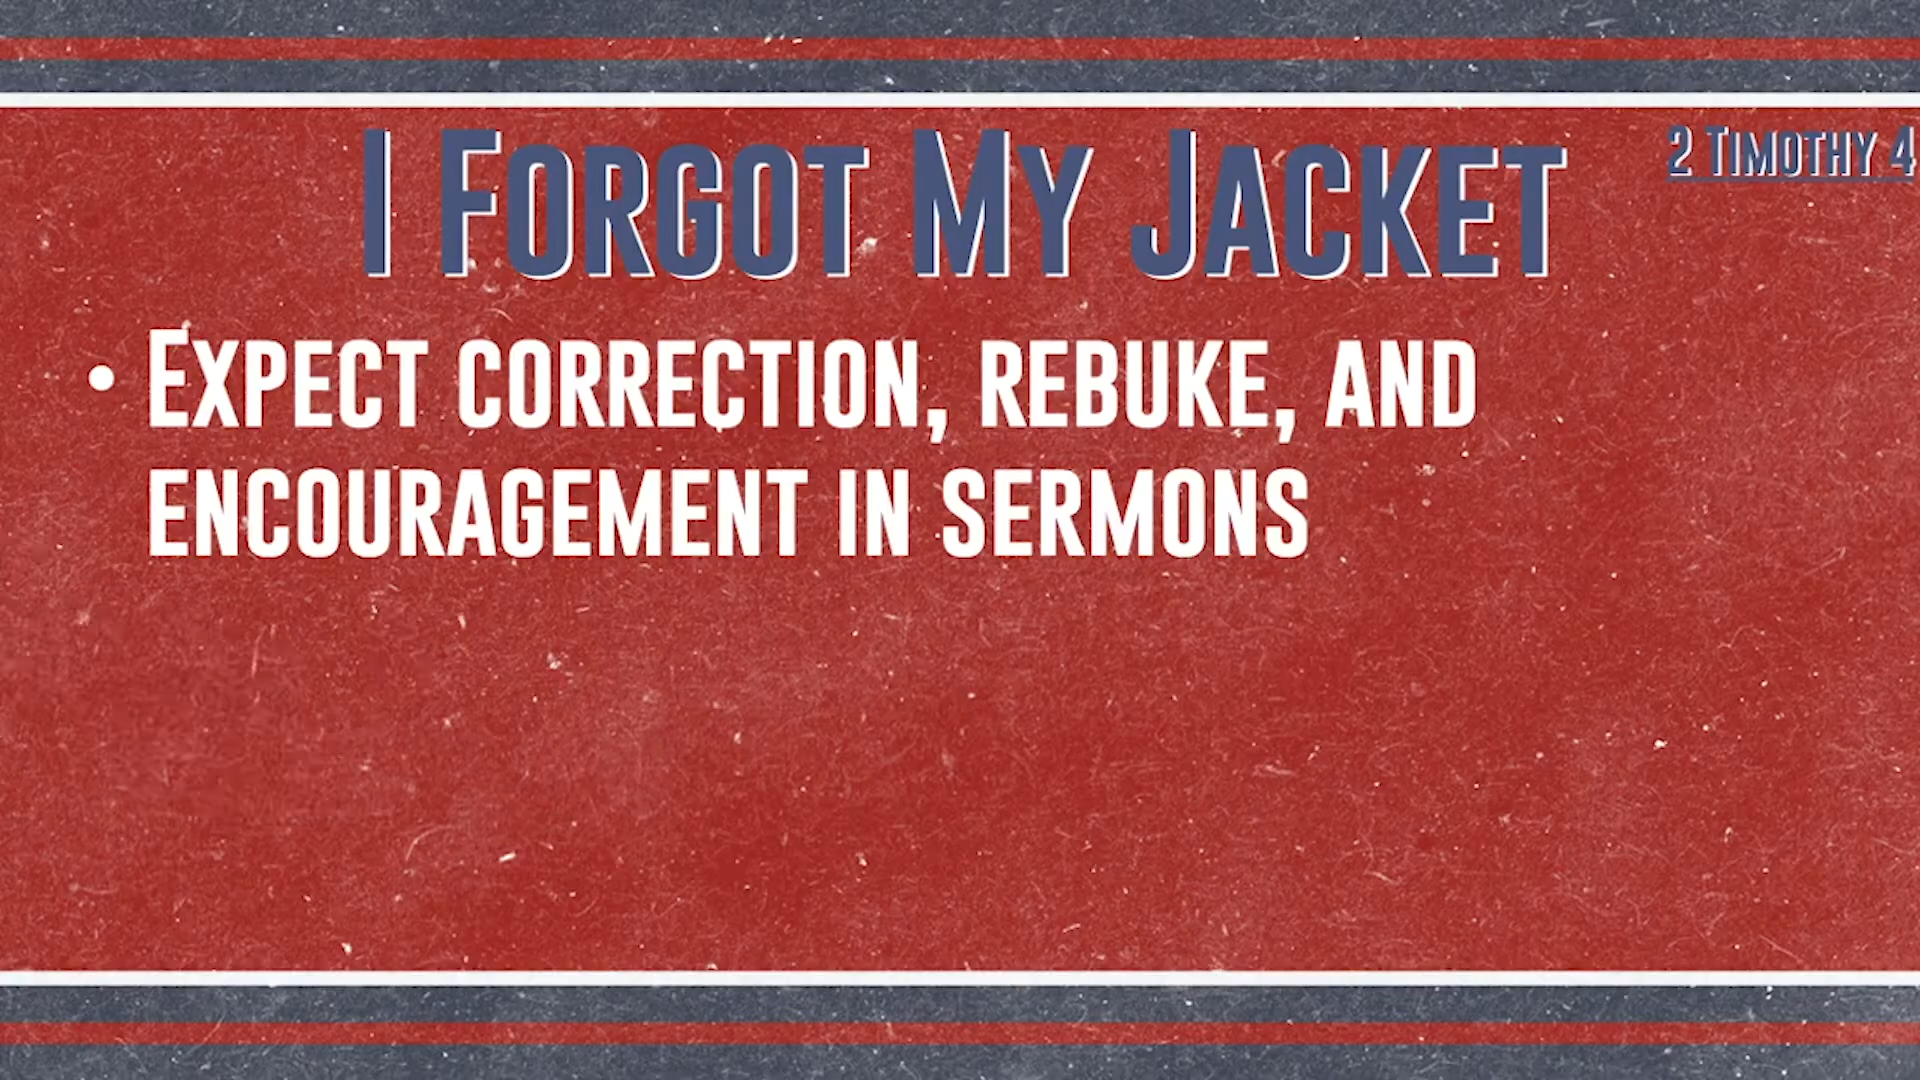 I Forgot My Jacket
2 Timothy 4
• Expect correction, rebuke, and
encouragement in sermons